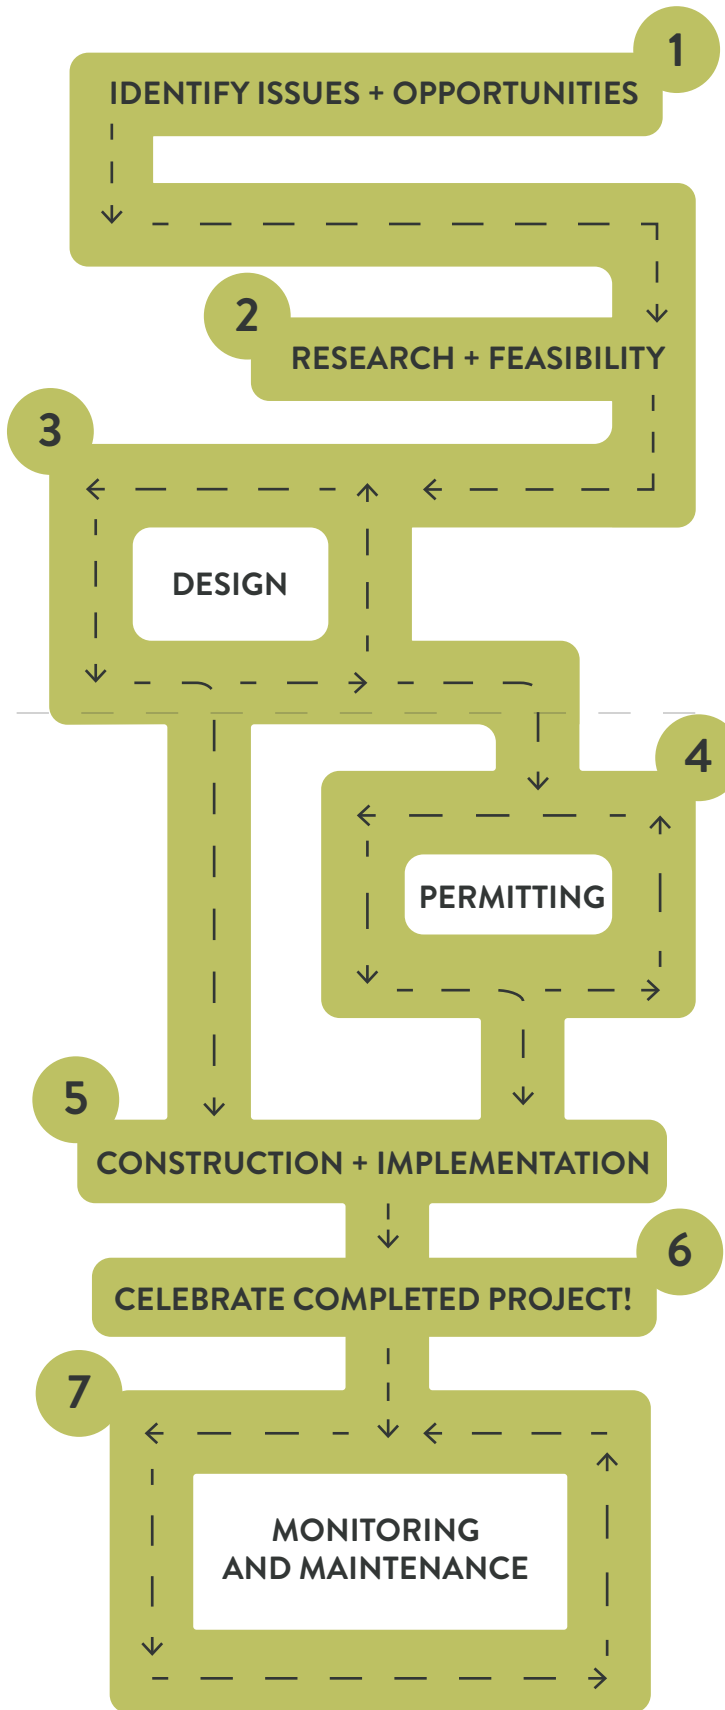 1
IDENTIFY ISSUES + OPPORTUNITIES
2
RESEARCH + FEASIBILITY
3
DESIGN
4
PERMITTING
5
CONSTRUCTION + IMPLEMENTATION
6
CELEBRATE COMPLETED PROJECT!
7
MONITORING
AND MAINTENANCE